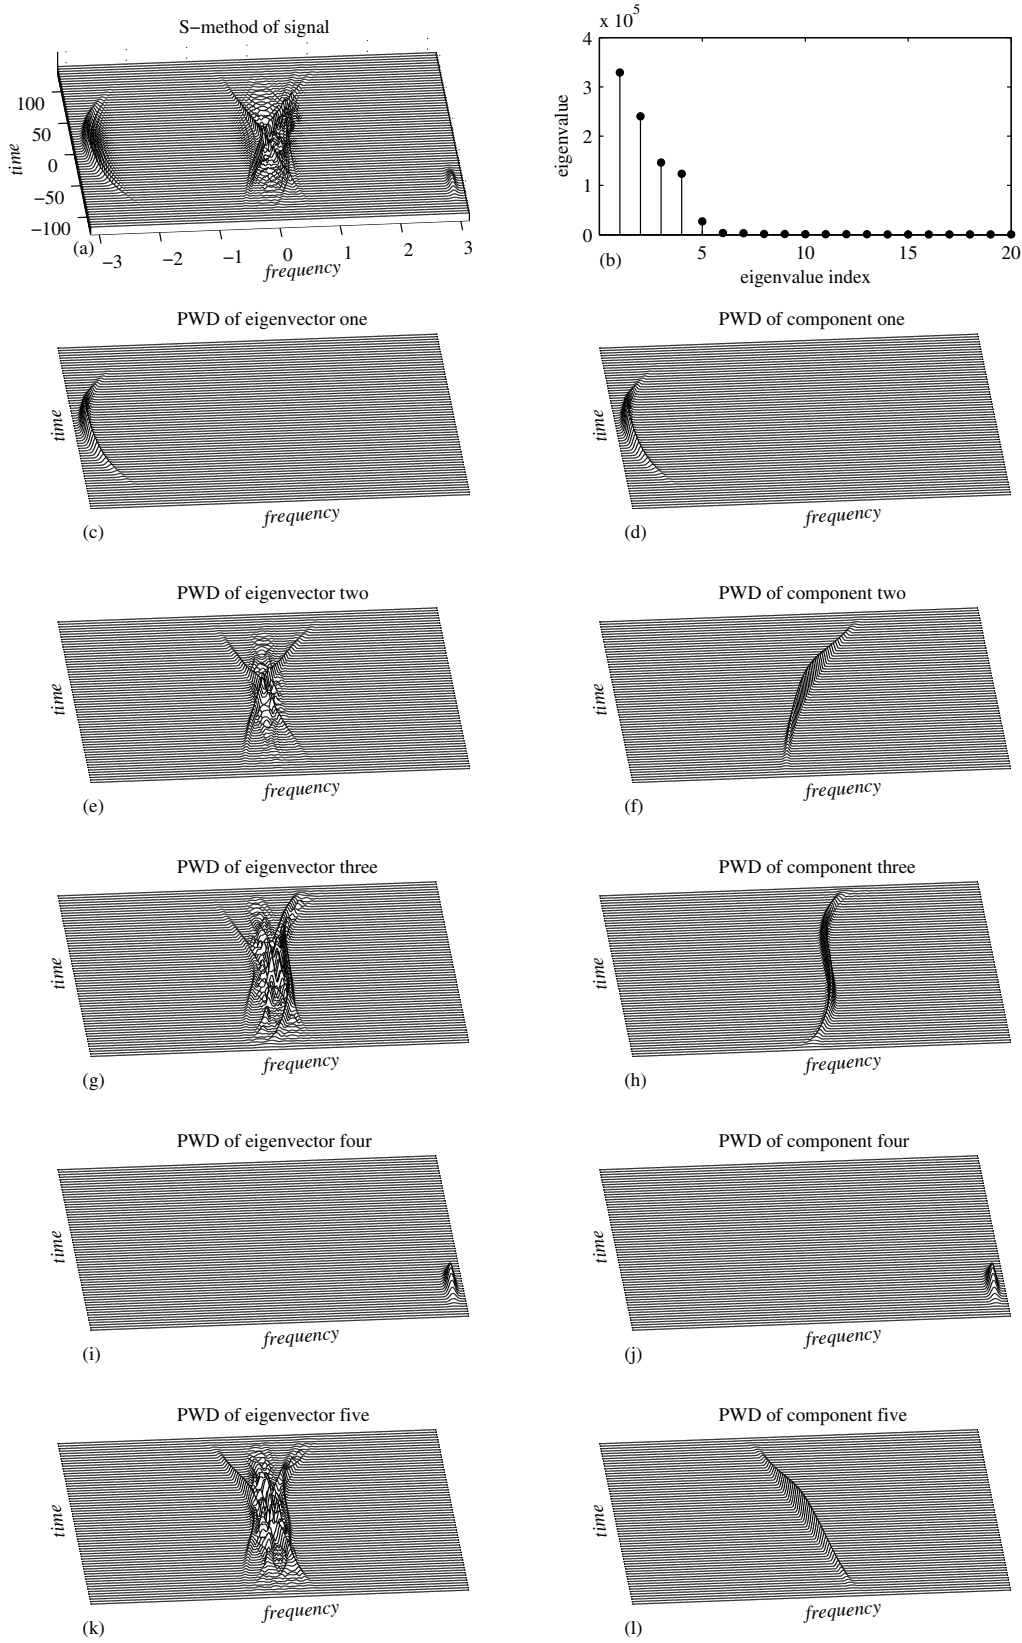 S−method of signal
100
50
0
−50
−100
time
−3
−2
−1
0
1
2
3
frequency
(a)
x 10^5
4
3
2
1
0
eigenvalue
5
10
15
20
eigenvalue index
(b)
PWD of eigenvector one
time
frequency
(c)
PWD of component one
time
frequency
(d)
PWD of eigenvector two
time
frequency
(e)
PWD of component two
time
frequency
(f)
PWD of eigenvector three
time
frequency
(g)
PWD of component three
time
frequency
(h)
PWD of eigenvector four
time
frequency
(i)
PWD of component four
time
frequency
(j)
PWD of eigenvector five
time
frequency
(k)
PWD of component five
time
frequency
(l)